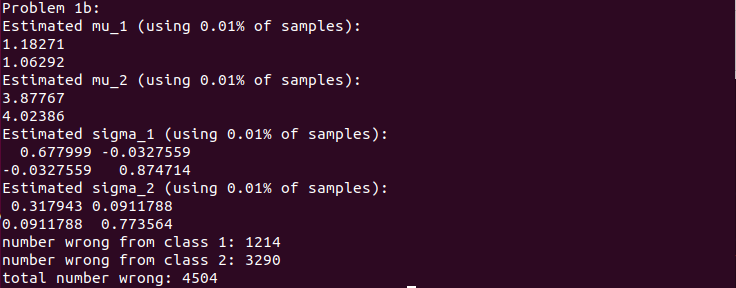 Problem 1b:
Estimated mu_1 (using 0.01% of samples):
1.18271
1.06292
Estimated mu_2 (using 0.01% of samples):
3.87767
4.02386
Estimated sigma_1 (using 0.01% of samples):
0.677999 -0.0327559
-0.0327559 0.874714
Estimated sigma_2 (using 0.01% of samples):
0.317943 0.0911788
0.0911788 0.773564
number wrong from class 1: 1214
number wrong from class 2: 3290
total number wrong: 4504